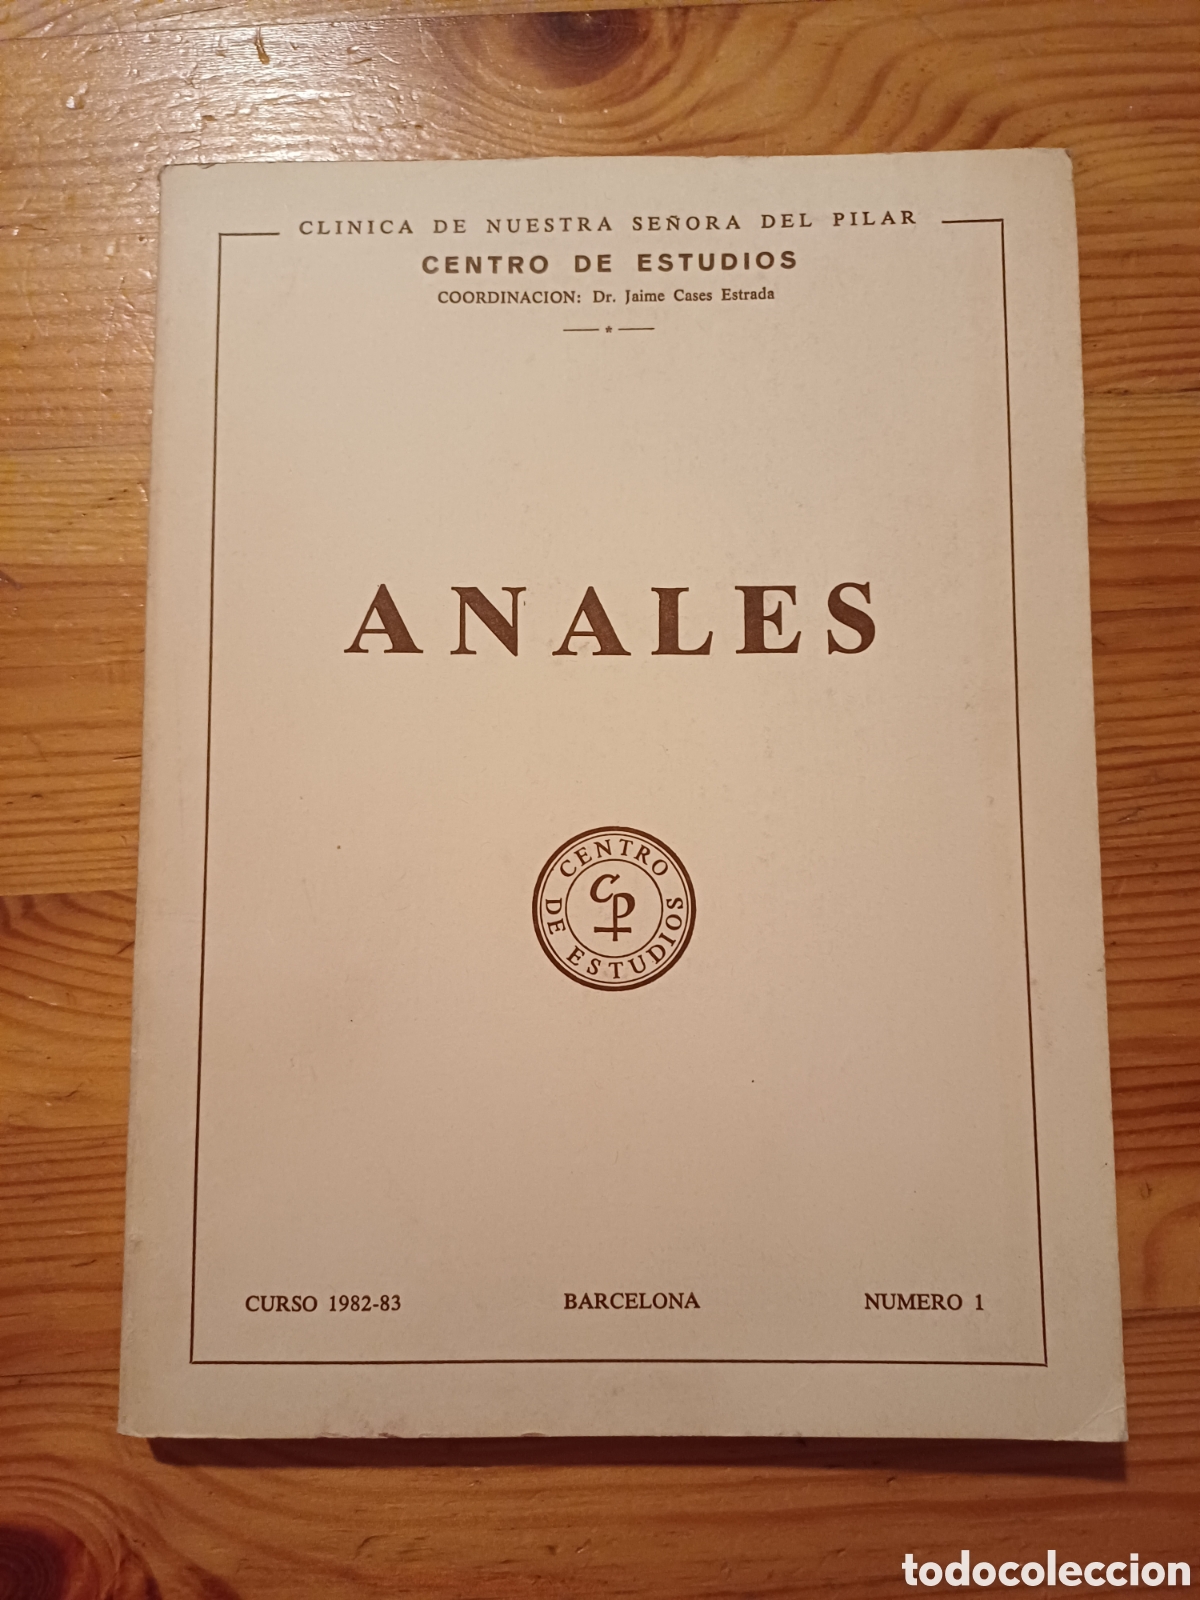 CLINICA DE NUESTRA SEÑORA DEL PILAR
CENTRO DE ESTUDIOS
COORDINACION: Dr. Jaime Cases Estrada
*
ANALES
CENTRO DE ESTUDIOS
CP
CURSO 1982-83 BARCELONA NUMERO 1
todocoleccion